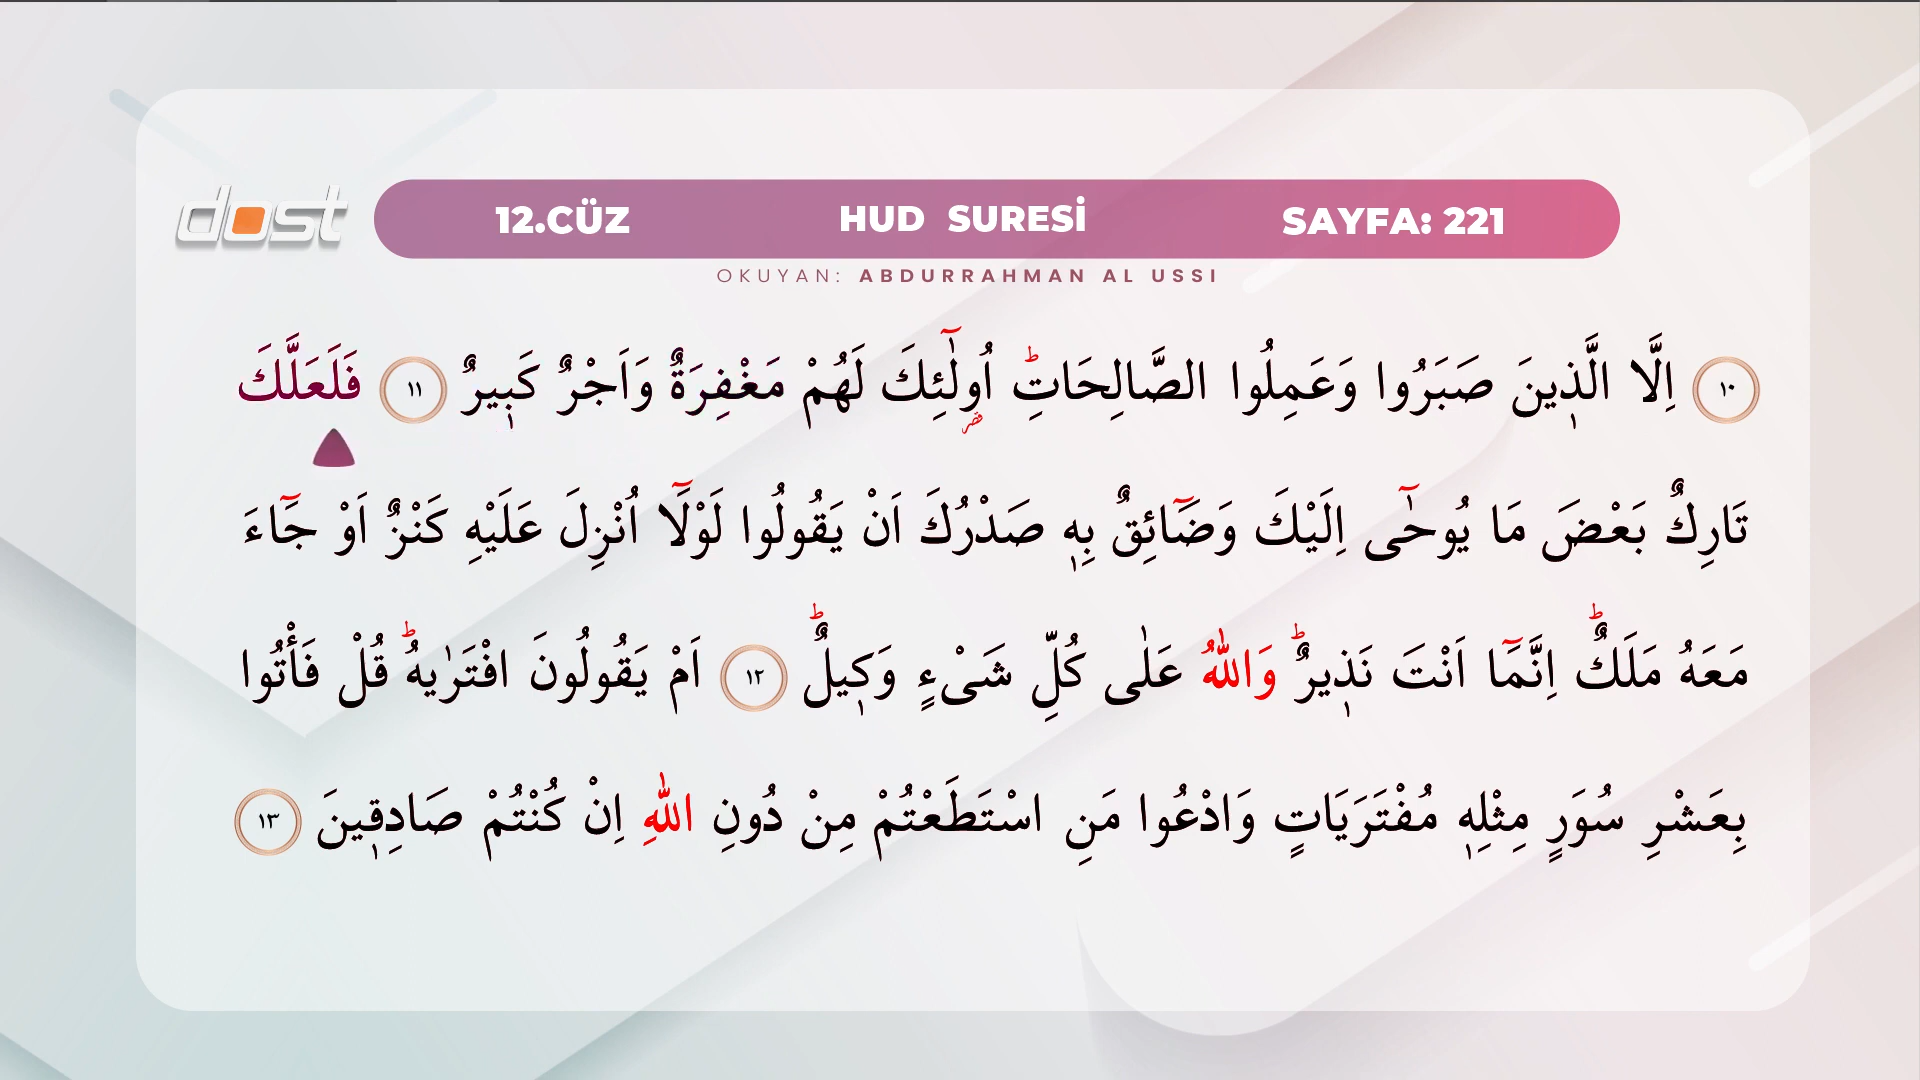 dost
12.CÜZ HUD SURESİ SAYFA: 221
OKUYAN: ABDURRAHMAN AL USSI
١٠ اِلَّا الَّذ۪ينَ صَبَرُوا وَعَمِلُوا الصَّالِحَاتِۜ اُو۬لٰٓئِكَ لَهُمْ مَغْفِرَةٌ وَاَجْرٌ كَب۪يرٌ ١١ فَلَعَلَّكَ
تَارِكٌ بَعْضَ مَا يُوحٰٓى اِلَيْكَ وَضَٓائِقٌ بِه۪ صَدْرُكَ اَنْ يَقُولُوا لَوْلَٓا اُنْزِلَ عَلَيْهِ كَنْزٌ اَوْ جَٓاءَ
مَعَهُ مَلَكٌۜ اِنَّمَٓا اَنْتَ نَذ۪يرٌۜ وَاللّٰهُ عَلٰى كُلِّ شَىْءٍ وَك۪يلٌۜ ١٢ اَمْ يَقُولُونَ افْتَرٰيهُۜ قُلْ فَأْتُوا
بِعَشْرِ سُوَرٍ مِثْلِه۪ مُفْتَرَيَاتٍ وَادْعُوا مَنِ اسْتَطَعْتُمْ مِنْ دُونِ اللّٰهِ اِنْ كُنْتُمْ صَادِق۪ينَ ١٣